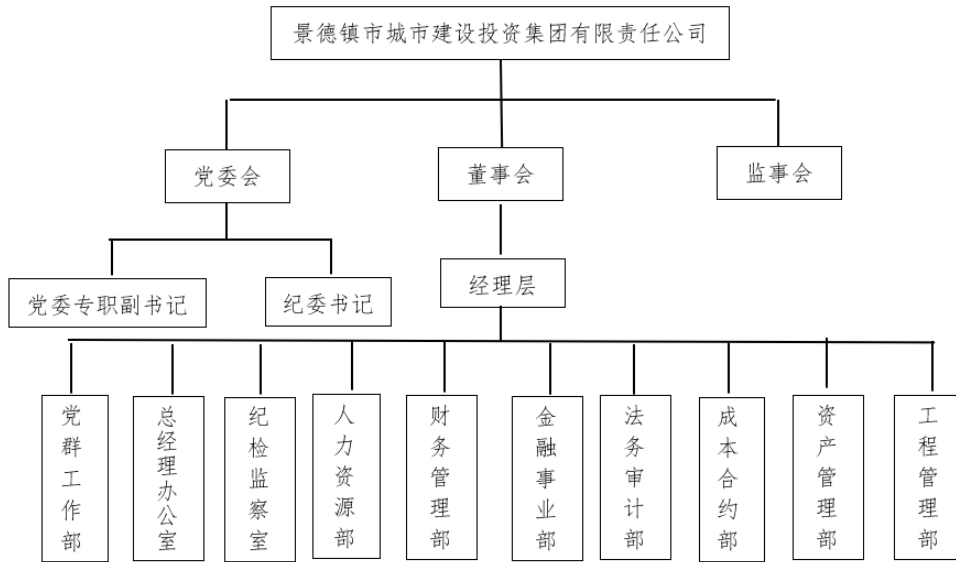 景德镇市城市建设投资集团有限责任公司
党委会
董事会
监事会
党委专职副书记
纪委书记
经理层
党群工作部
总经理办公室
纪检监察室
人力资源部
财务管理部
金融事业部
法务审计部
成本合约部
资产管理部
工程管理部